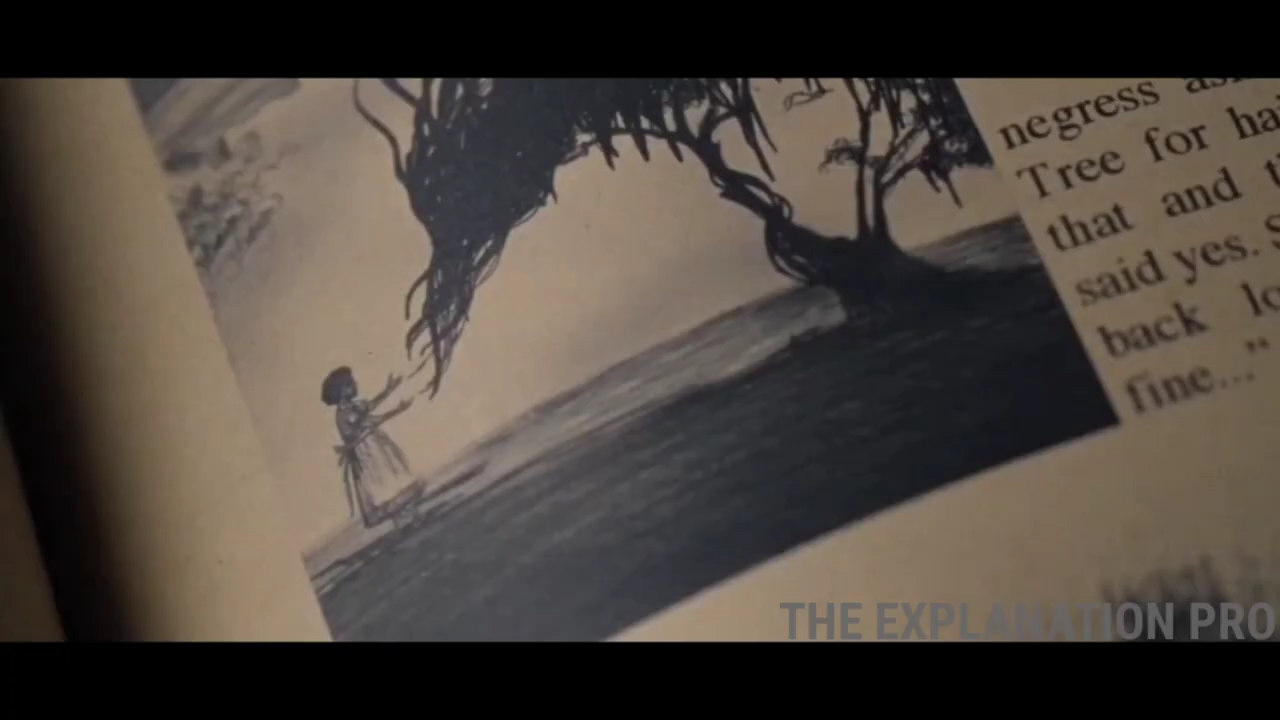 negress
Tree for
that and
said yes.
back
fine..."
THE EXPLANATION PRO